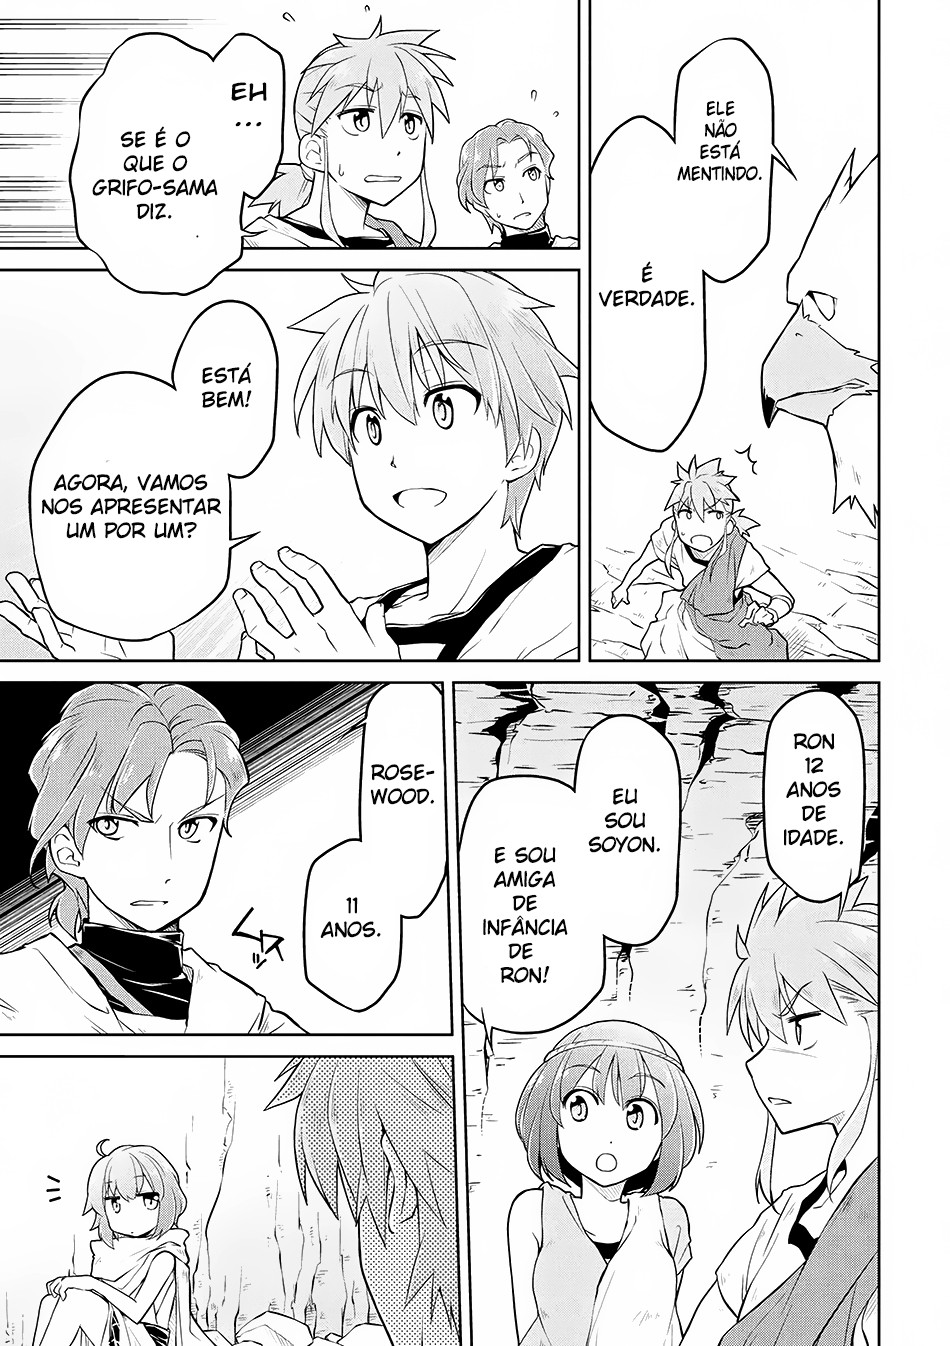 ELE
NÃO
ESTÁ
MENTINDO.
É
VERDADE.
EH
...
SE É O
QUE O
GRIFO-SAMA
DIZ.
ESTÁ
BEM!
AGORA, VAMOS
NOS APRESENTAR
UM POR UM?
RON
12
ANOS
DE
IDADE.
EU
SOU
SOYON.
E SOU
AMIGA
DE
INFÂNCIA
DE
RON!
ROSE-
WOOD.
11
ANOS.